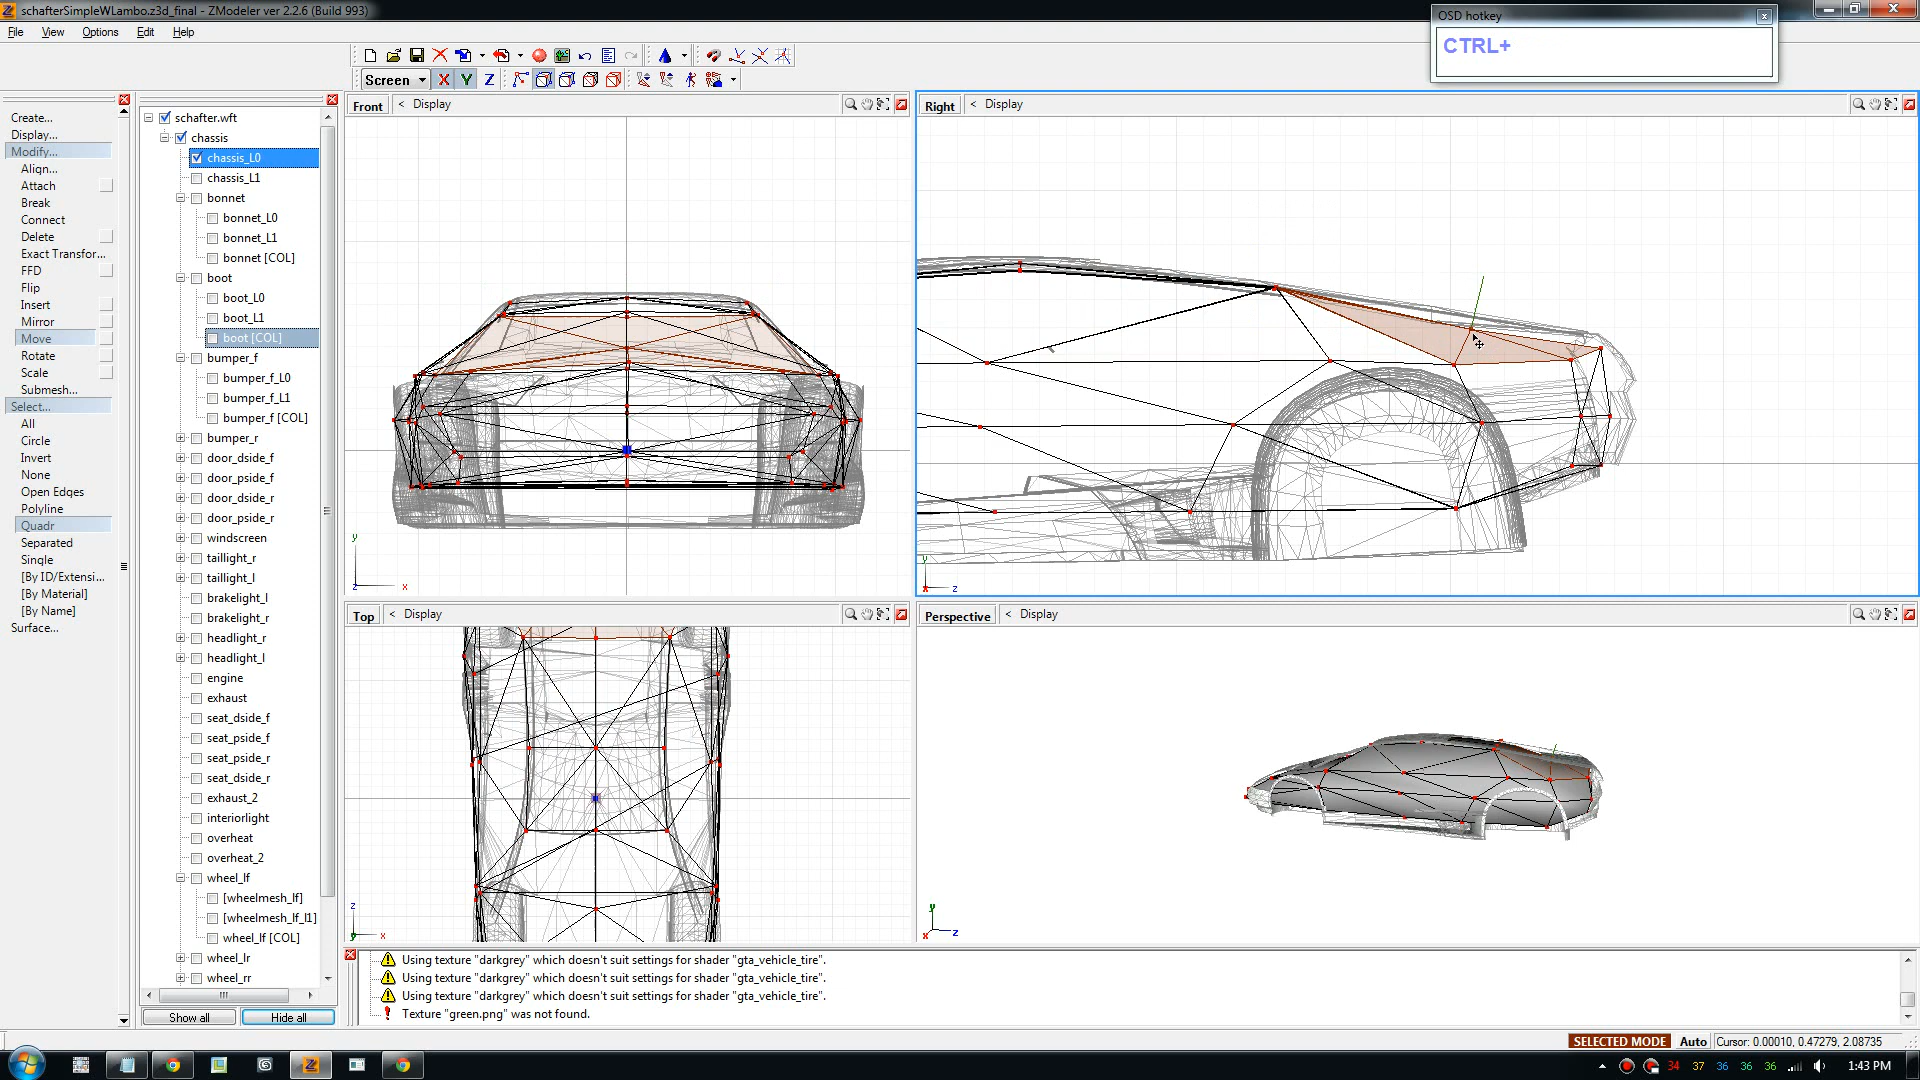 schafterSimpleWLambo.z3d_final - ZModeler ver 2.2.6 (Build 993)
OSD hotkey
CTRL+
File View Options Edit Help
Screen X Y Z
Create...
Display...
Modify...
Align...
Attach
Break
Connect
Delete
Exact Transfor...
FFD
Flip
Insert
Mirror
Move
Rotate
Scale
Submesh...
Select...
All
Circle
Invert
None
Open Edges
Polyline
Quadr
Separated
Single
[By ID/Extensi...
[By Material]
[By Name]
Surface...
schafter.wft
chassis
chassis_L0
chassis_L1
bonnet
bonnet_L0
bonnet_L1
bonnet [COL]
boot
boot_L0
boot_L1
boot [COL]
bumper_f
bumper_f_L0
bumper_f_L1
bumper_f [COL]
bumper_r
door_dside_f
door_pside_f
door_dside_r
door_pside_r
windscreen
taillight_r
taillight_l
brakelight_l
brakelight_r
headlight_r
headlight_l
engine
exhaust
seat_dside_f
seat_pside_f
seat_pside_r
seat_dside_r
exhaust_2
interiorlight
overheat
overheat_2
wheel_lf
[wheelmesh_lf]
[wheelmesh_lf_l1]
wheel_lf [COL]
wheel_lr
wheel_rr
Show all Hide all
Front < Display
y
z x
Right < Display
y
x z
Top < Display
z
y x
Perspective < Display
y
x z
Using texture "darkgrey" which doesn't suit settings for shader "gta_vehicle_tire".
Using texture "darkgrey" which doesn't suit settings for shader "gta_vehicle_tire".
Using texture "darkgrey" which doesn't suit settings for shader "gta_vehicle_tire".
Texture "green.png" was not found.
SELECTED MODE Auto Cursor: 0.00010, 0.47279, 2.08735
34 37 36 36 36 1:43 PM